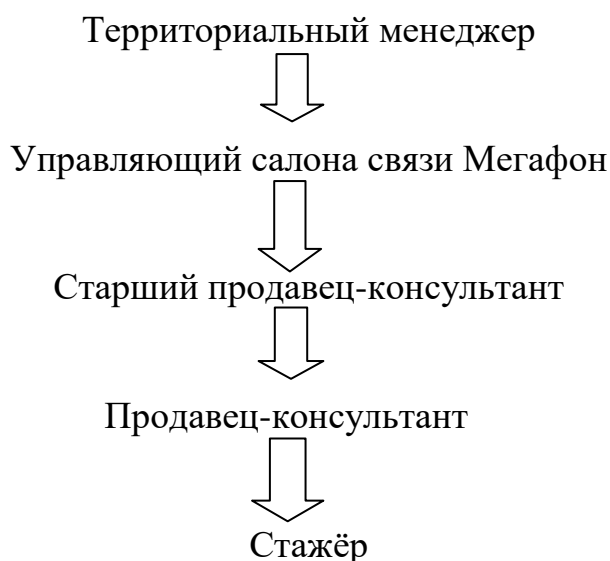 Территориальный менеджер
Управляющий салона связи Мегафон
Старший продавец-консультант
Продавец-консультант
Стажёр